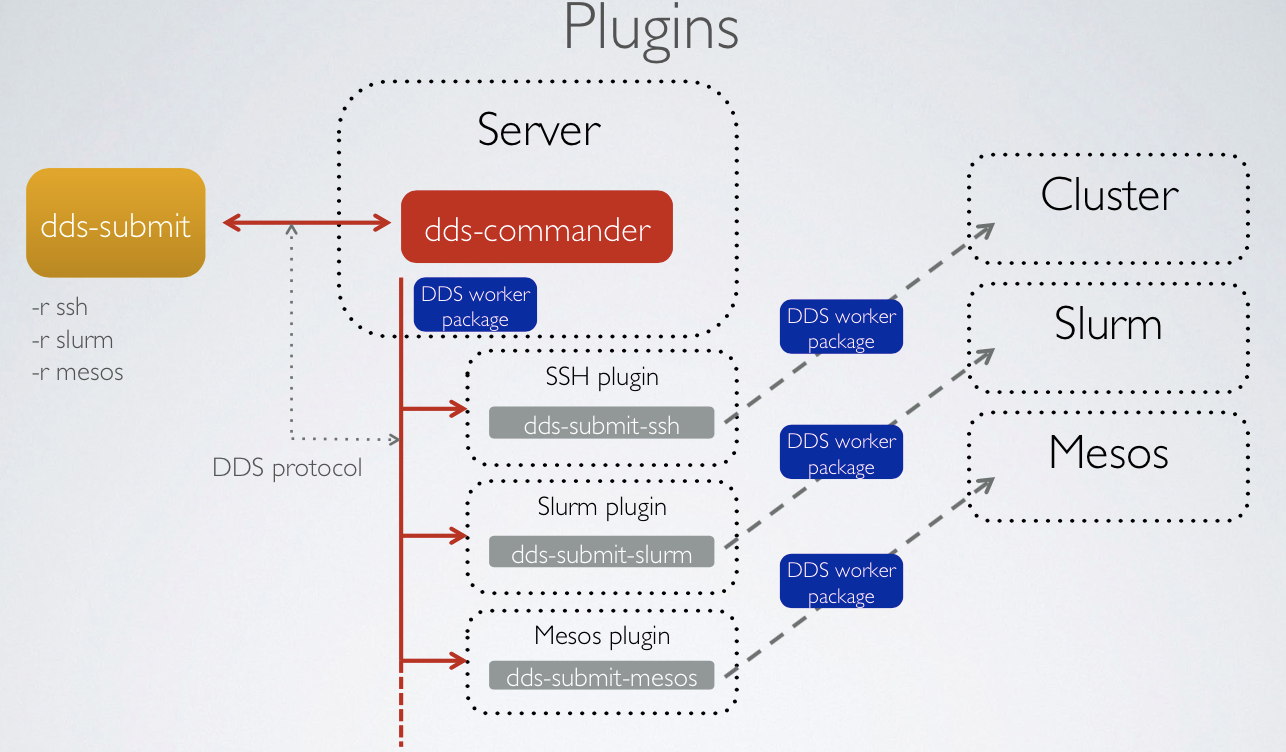 Plugins
Server
dds-submit
dds-commander
-r ssh
-r slurm
-r mesos
DDS worker
package
DDS protocol
SSH plugin
dds-submit-ssh
Slurm plugin
dds-submit-slurm
Mesos plugin
dds-submit-mesos
DDS worker
package
DDS worker
package
DDS worker
package
Cluster
Slurm
Mesos